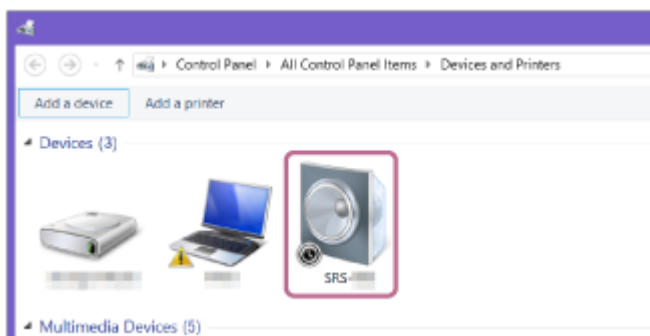 Control Panel All Control Panel Items Devices and Printers
Add a device Add a printer
Devices (3)
SRS-
Multimedia Devices (5)